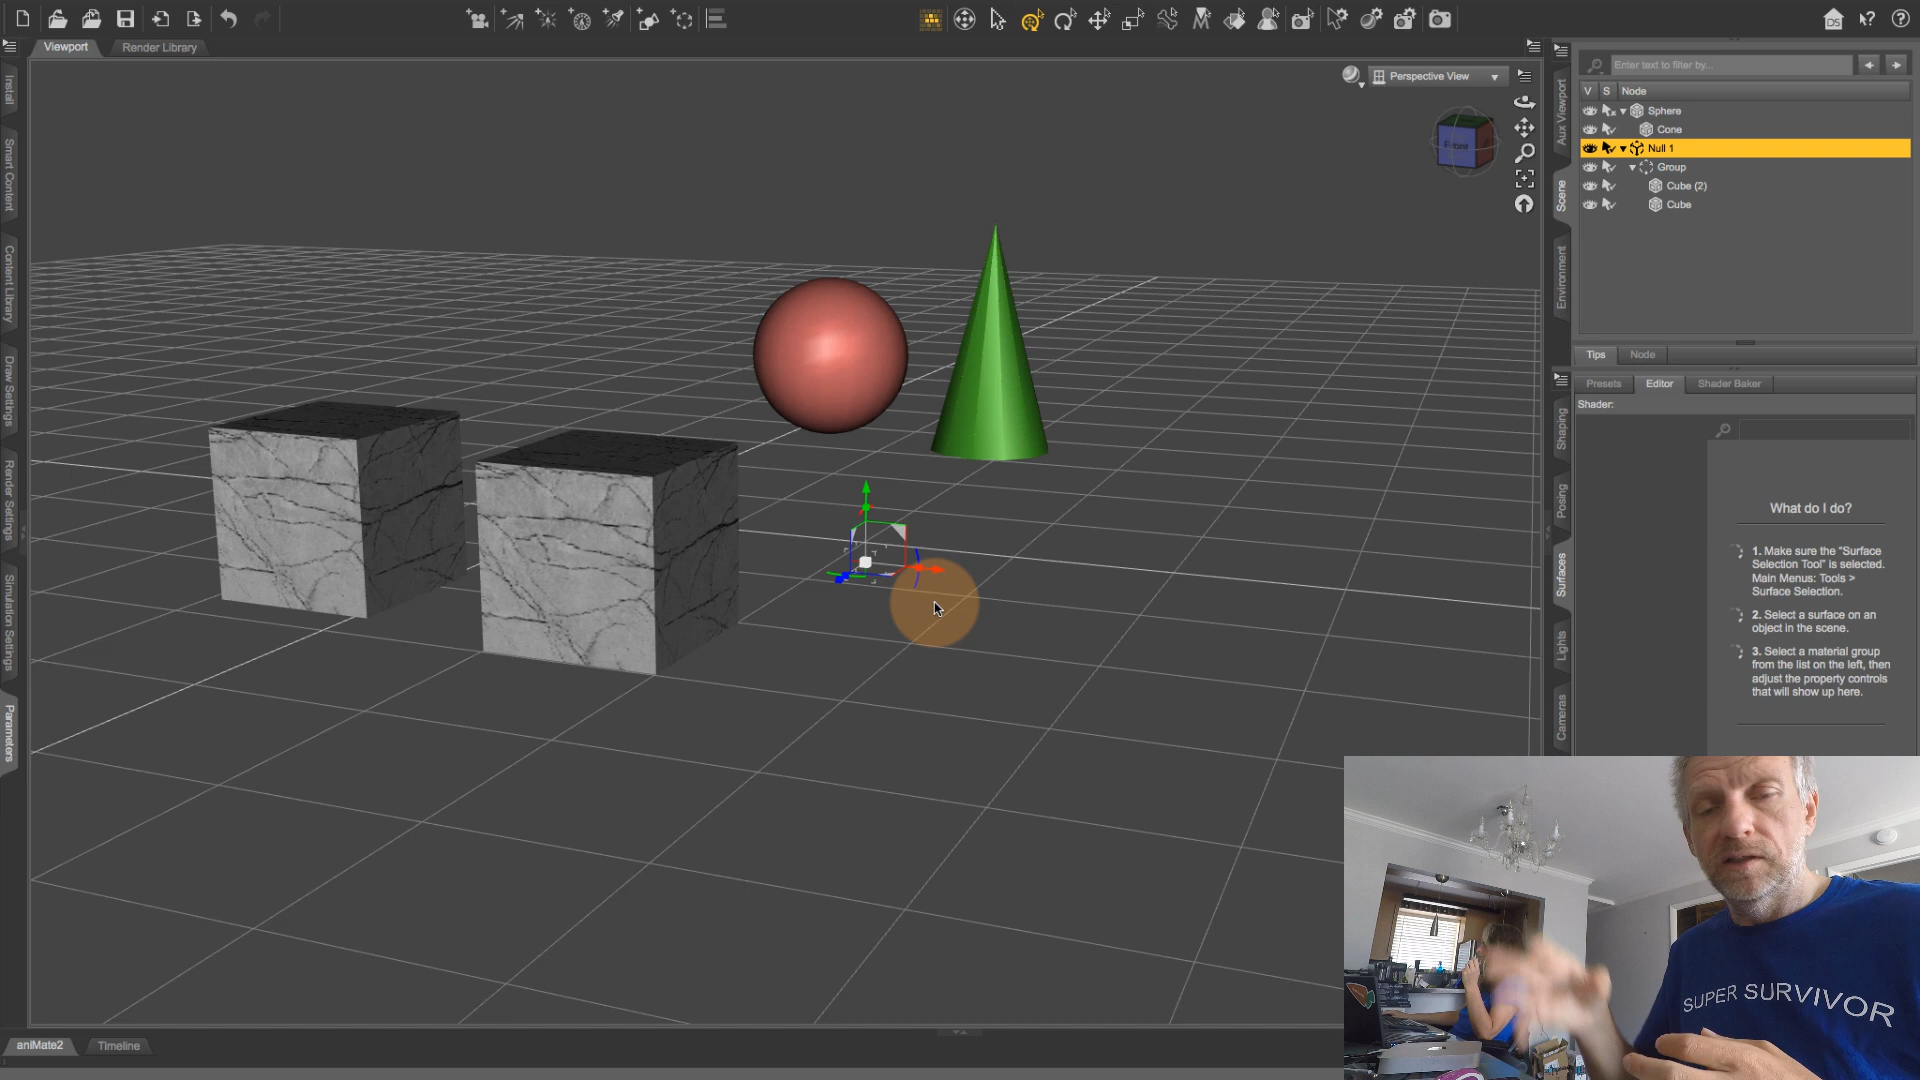 Viewport
Render Library
Perspective View
Front
Install
Smart Content
Content Library
Draw Settings
Render Settings
Simulation Settings
Parameters
Aux Viewport
Scene
Environment
Enter text to filter by...
V S Node
Sphere
Cone
Null 1
Group
Cube (2)
Cube
Tips
Node
Presets
Editor
Shader Baker
Shader:
Shaping
Posing
Surfaces
Lights
Cameras
What do I do?
1. Make sure the "Surface
Selection Tool" is selected.
Main Menus: Tools >
Surface Selection.
2. Select a surface on an
object in the scene.
3. Select a material group
from the list on the left, then
adjust the property controls
that will show up here.
aniMate2
Timeline
DS
SUPER SURVIVOR